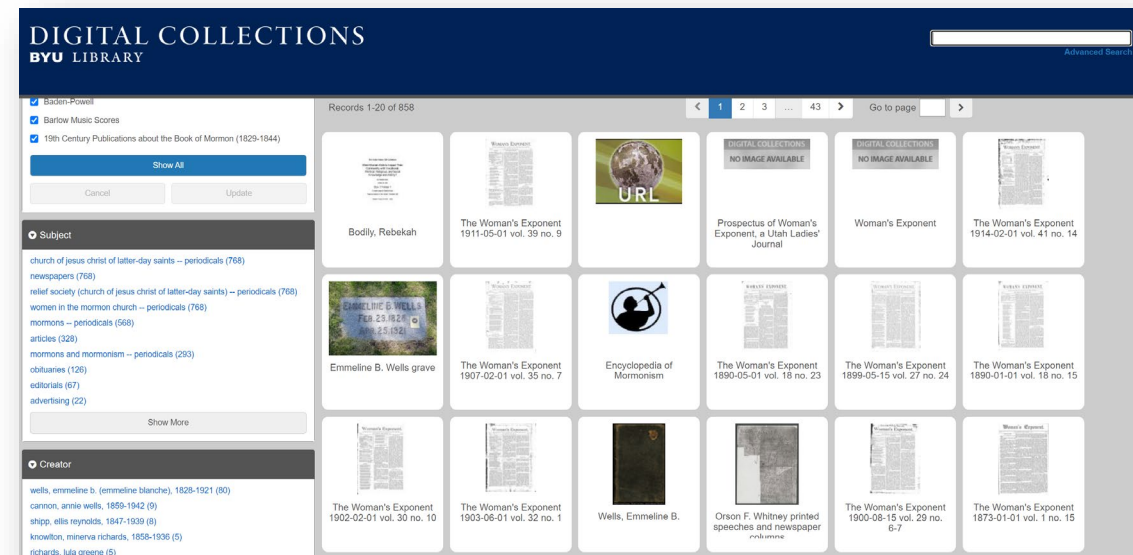 DIGITAL COLLECTIONS
BYU LIBRARY
Advanced Search
Baden-Powell
Barlow Music Scores
19th Century Publications about the Book of Mormon (1829-1844)
Show All
Cancel
Update
Subject
church of jesus christ of latter-day saints -- periodicals (768)
newspapers (768)
relief society (church of jesus christ of latter-day saints) -- periodicals (768)
women in the mormon church -- periodicals (768)
mormons -- periodicals (568)
articles (328)
mormons and mormonism -- periodicals (293)
obituaries (126)
editorials (67)
advertising (22)
Show More
Creator
wells, emmeline b. (emmeline blanche), 1828-1921 (80)
cannon, annie wells, 1859-1942 (9)
shipp, ellis reynolds, 1847-1939 (8)
knowlton, minerva richards, 1858-1936 (5)
richards, lula greene (5)
Records 1-20 of 858
1 2 3 ... 43
Go to page
Bodily, Rebekah
The Woman's Exponent
1911-05-01 vol. 39 no. 9
URL
DIGITAL COLLECTIONS
NO IMAGE AVAILABLE
Prospectus of Woman's
Exponent, a Utah Ladies'
Journal
DIGITAL COLLECTIONS
NO IMAGE AVAILABLE
Woman's Exponent
The Woman's Exponent
1914-02-01 vol. 41 no. 14
EMMELINE B. WELLS
FEB. 29, 1828
APR. 25, 1921
Emmeline B. Wells grave
The Woman's Exponent
1907-02-01 vol. 35 no. 7
Encyclopedia of
Mormonism
The Woman's Exponent
1890-05-01 vol. 18 no. 23
The Woman's Exponent
1899-05-15 vol. 27 no. 24
The Woman's Exponent
1890-01-01 vol. 18 no. 15
The Woman's Exponent
1902-02-01 vol. 30 no. 10
The Woman's Exponent
1903-06-01 vol. 32 no. 1
Wells, Emmeline B.
Orson F. Whitney printed
speeches and newspaper
columns
The Woman's Exponent
1900-08-15 vol. 29 no.
6-7
Woman's Exponent.
The Woman's Exponent
1873-01-01 vol. 1 no. 15